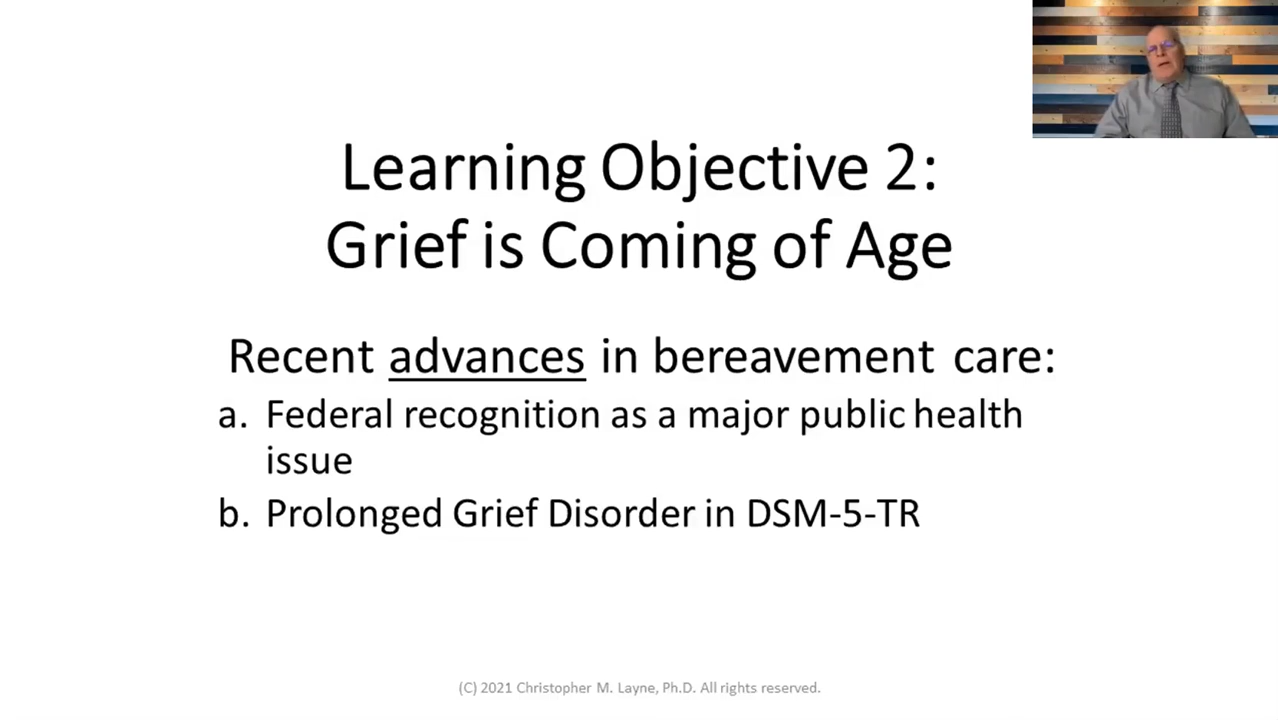 Learning Objective 2:
Grief is Coming of Age
Recent advances in bereavement care:
a. Federal recognition as a major public health
issue
b. Prolonged Grief Disorder in DSM-5-TR
(C) 2021 Christopher M. Layne, Ph.D. All rights reserved.